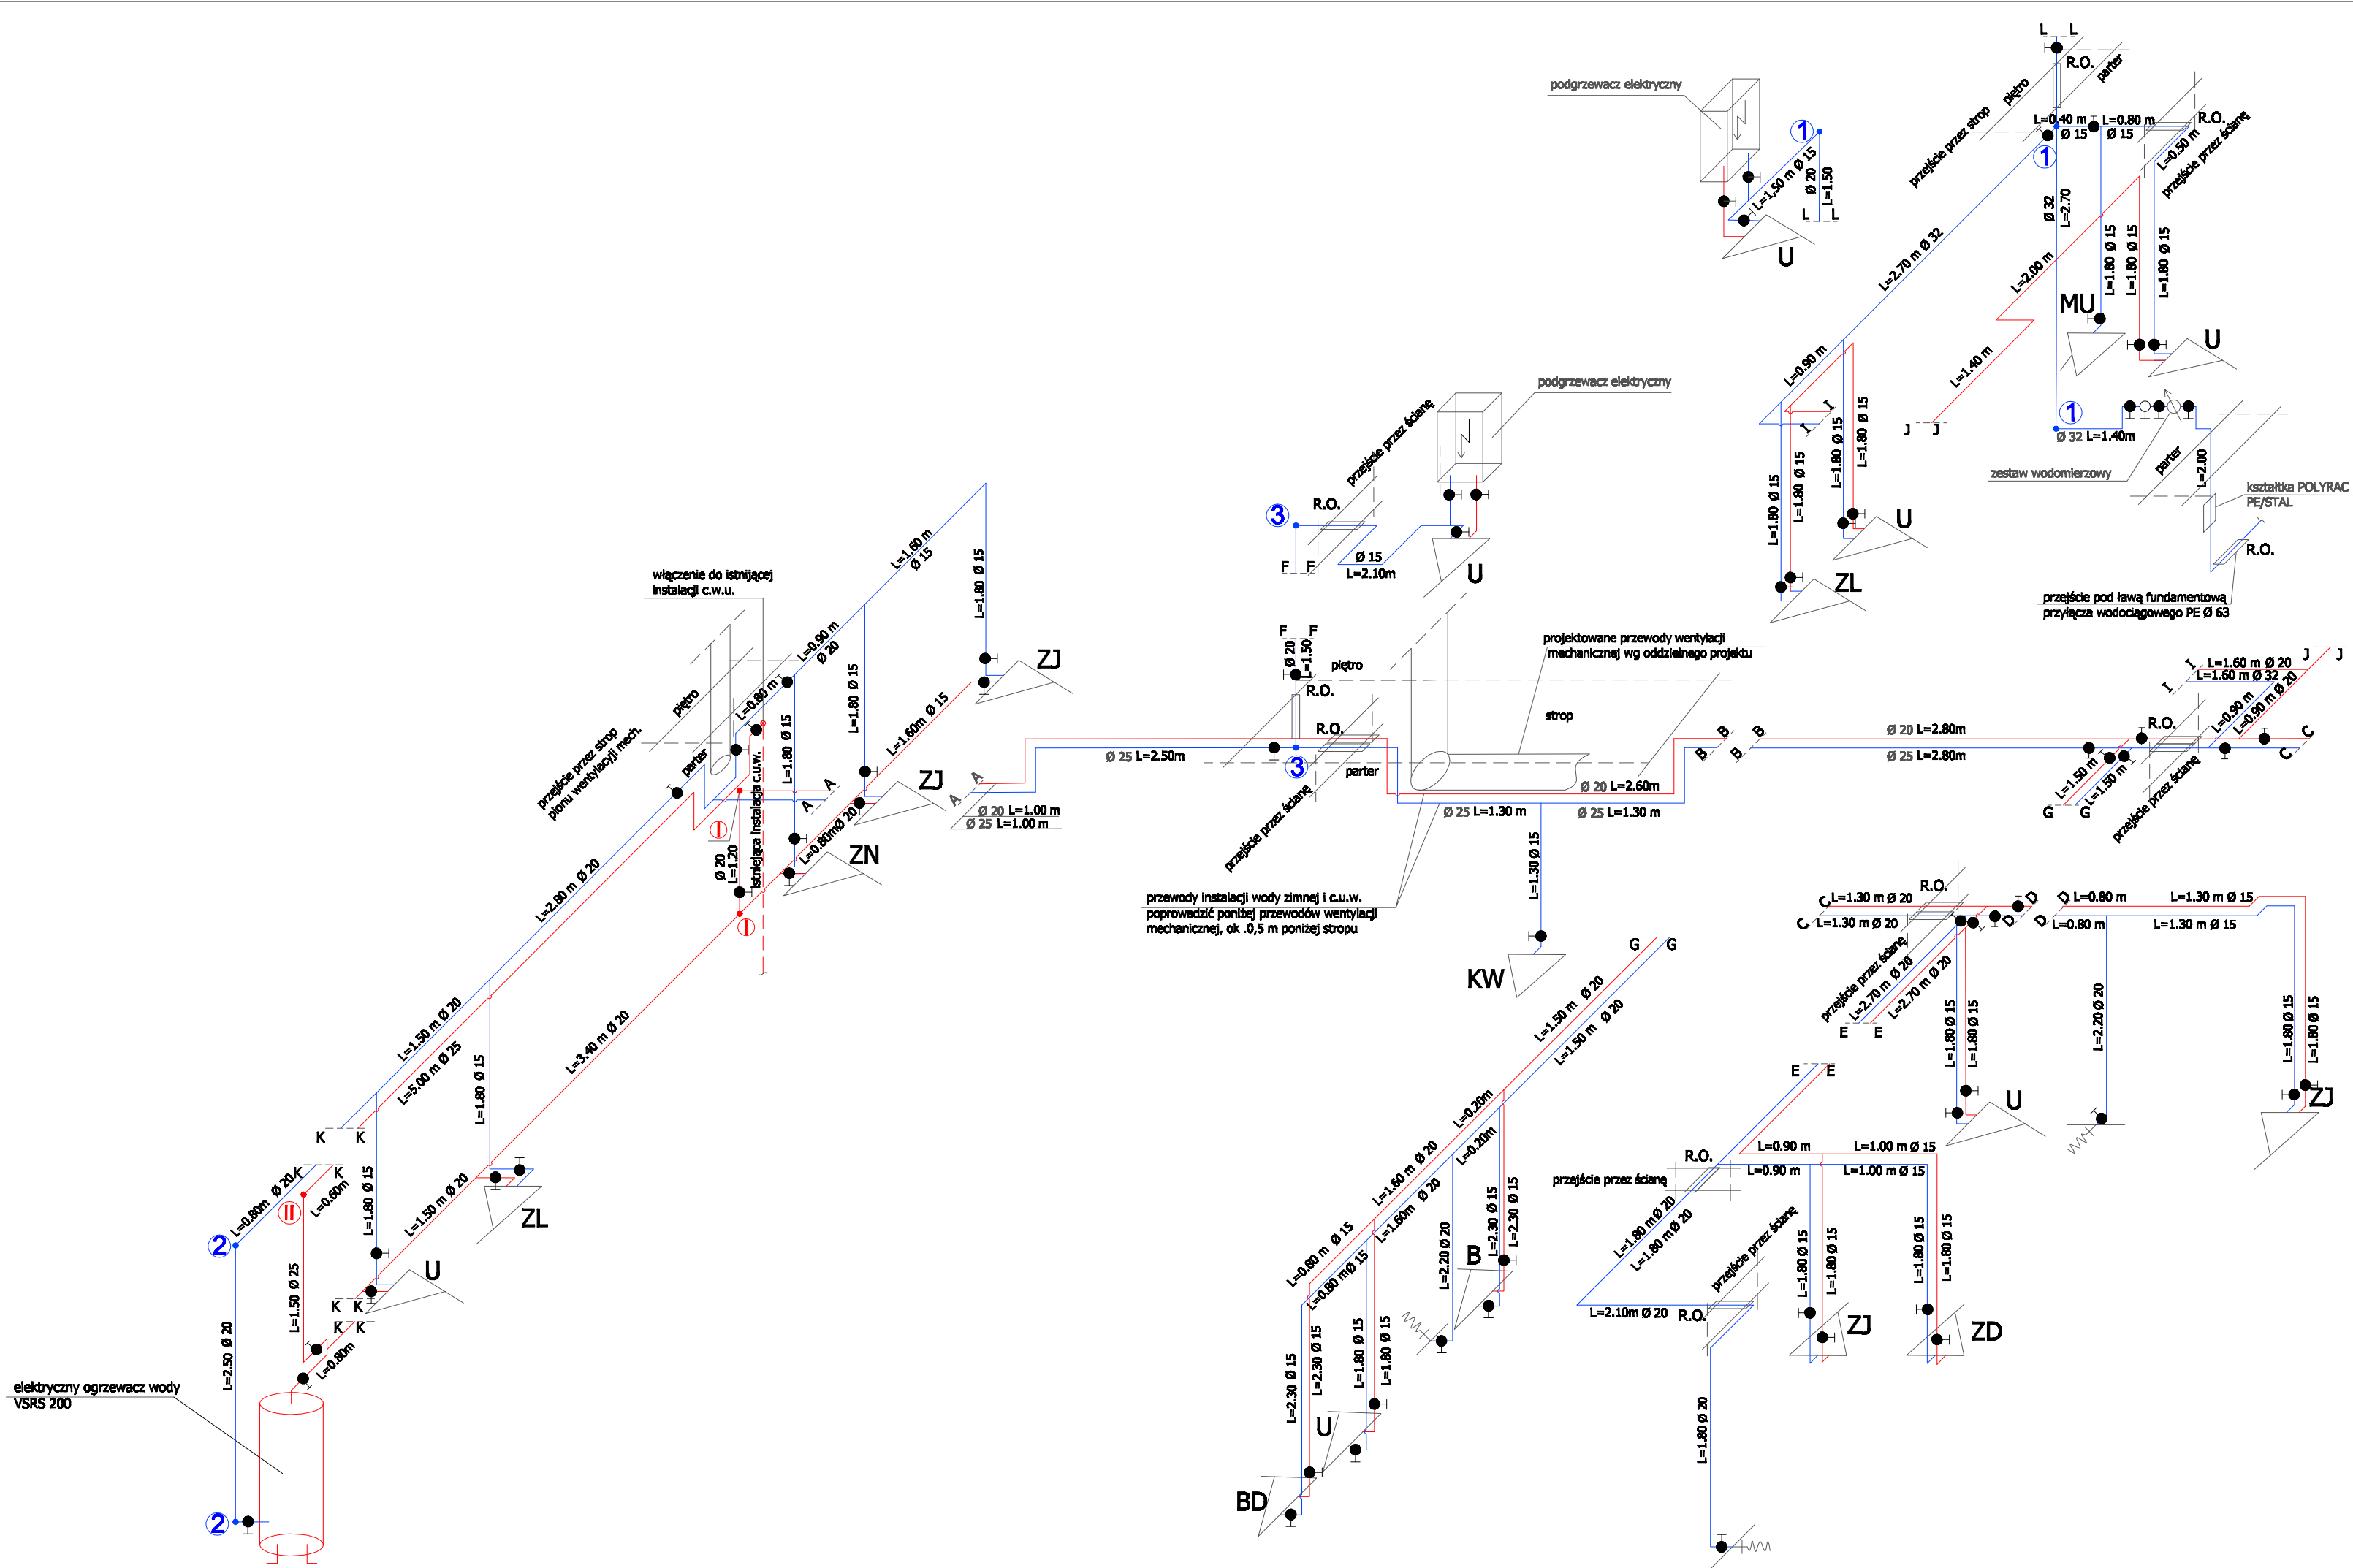 L L
R.O.
parter
piętro
przejście przez strop
L=0.40 m
Ø 15
L=0.80 m
Ø 15
R.O.
L=0.50 m
przejście przez ścianę
1
podgrzewacz elektryczny
1
L=1,50 m Ø 15
Ø 20
L=1.50
L L
U
Ø 32
L=2.70
L=2.70 m Ø 32
L=2.00 m
L=1.80 Ø 15
L=1.80 Ø 15
L=1.80 Ø 15
MU
U
L=1.40 m
J J
L=0.90 m
I
I
L=1.80 Ø 15
L=1.80 Ø 15
L=1.80 Ø 15
L=1.80 Ø 15
U
ZL
1
Ø 32 L=1.40m
zestaw wodomierzowy
parter
L=2.00
kształtka POLYRAC
PE/STAL
R.O.
przejście pod ławą fundamentową
przyłącza wodociągowego PE Ø 63
podgrzewacz elektryczny
przejście przez ścianę
R.O.
3
F F
Ø 15
L=2.10m
U
włączenie do istnijącej
instalacji c.w.u.
L=1.60 m
Ø 15
L=1.80 Ø 15
L=0.90 m
Ø 20
L=0.80 m
piętro
parter
przejście przez strop
pionu wentylacyji mech.
L=1.80 Ø 15
L=1.80 Ø 15
L=1.60m Ø 15
ZJ
ZJ
ZN
A
A
L=0.80mØ 20
istniejąca instalacja c.u.w.
I
Ø 20
L=1.20
I
A
A
Ø 20 L=1.00 m
Ø 25 L=1.00 m
Ø 25 L=2.50m
F F
Ø 20
L=1.50
piętro
R.O.
R.O.
3
parter
przejście przez ścianę
strop
projektowane przewody wentylacji
mechanicznej wg oddzielnego projektu
Ø 20 L=2.60m
Ø 25 L=1.30 m
Ø 25 L=1.30 m
L=1.30 Ø 15
KW
przewody instalacji wody zimnej i c.u.w.
poprowadzić poniżej przewodów wentylacji
mechanicznej, ok .0,5 m poniżej stropu
B
B
B
B
Ø 20 L=2.80m
Ø 25 L=2.80m
R.O.
L=1.50 m
L=1.50 m
G G
przejście przez ścianę
I
I
L=1.60 m Ø 20
L=1.60 m Ø 32
J J
L=0.90 m
L=0.90 m Ø 20
C
C
L=2.80 m Ø 20
L=1.50 m Ø 20
L=5.00 m Ø 25
L=3.40 m Ø 20
L=1.80 Ø 15
L=1.80 Ø 15
K K
K K
L=0.80m Ø 20
L=0.60m
II
2
L=1.50 Ø 25
L=1.50 m Ø 20
ZL
U
K K
K K
L=0.80m
L=2.50 Ø 20
2
elektryczny ogrzewacz wody
VSRS 200
G G
L=1.50 m Ø 20
L=1.50 m Ø 20
L=0.20m
L=0.20m
L=1.60 m Ø 20
L=1.60m Ø 20
L=0.80 m Ø 15
L=0.80 mØ 15
L=2.20 Ø 20
L=2.30 Ø 15
L=2.30 Ø 15
B
L=2.30 Ø 15
L=2.30 Ø 15
L=1.80 Ø 15
L=1.80 Ø 15
U
BD
C
C
L=1.30 m Ø 20
L=1.30 m Ø 20
R.O.
D
D
przejście przez ścianę
L=2.70 m Ø 20
L=2.70 m Ø 20
E E
L=1.80 Ø 15
L=1.80 Ø 15
U
D
D
L=0.80 m
L=0.80 m
L=1.30 m Ø 15
L=1.30 m Ø 15
L=2.20 Ø 20
L=1.80 Ø 15
L=1.80 Ø 15
ZJ
E E
R.O.
przejście przez ścianę
L=0.90 m
L=0.90 m
L=1.00 m Ø 15
L=1.00 m Ø 15
L=1.80 mØ 20
L=1.80 mØ 20
przejście przez ścianę
L=2.10m Ø 20
R.O.
L=1.80 Ø 15
L=1.80 Ø 15
L=1.80 Ø 15
L=1.80 Ø 15
ZJ
ZD
L=1.80 Ø 20